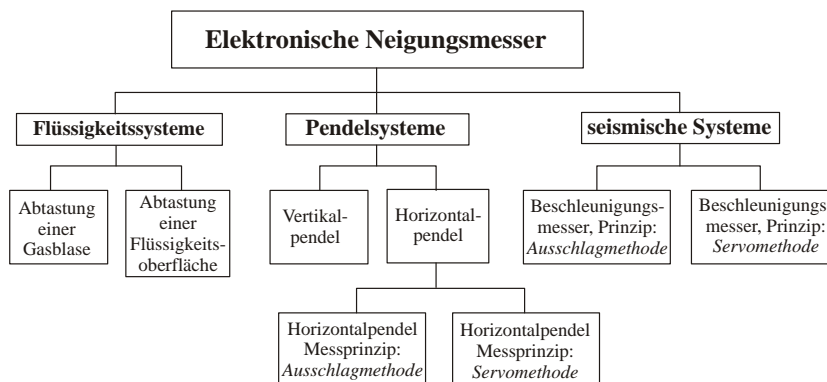 Elektronische Neigungsmesser
Flüssigkeitssysteme
Pendelsysteme
seismische Systeme
Abtastung
einer
Gasblase
Abtastung
einer
Flüssigkeits-
oberfläche
Vertikal-
pendel
Horizontal-
pendel
Beschleunigungs-
messer, Prinzip:
Ausschlagmethode
Beschleunigungs
messer, Prinzip:
Servomethode
Horizontalpendel
Messprinzip:
Ausschlagmethode
Horizontalpendel
Messprinzip:
Servomethode